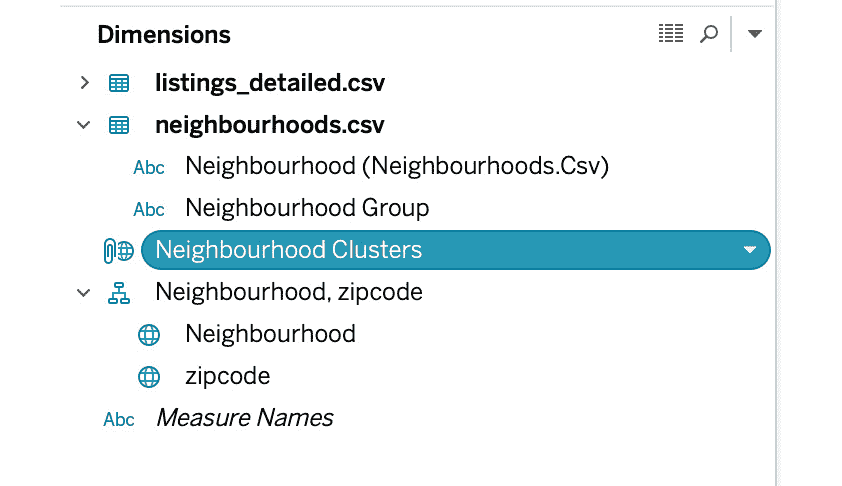 Dimensions
listings_detailed.csv
neighbourhoods.csv
Abc Neighbourhood (Neighbourhoods.Csv)
Abc Neighbourhood Group
Neighbourhood Clusters
Neighbourhood, zipcode
Neighbourhood
zipcode
Abc Measure Names